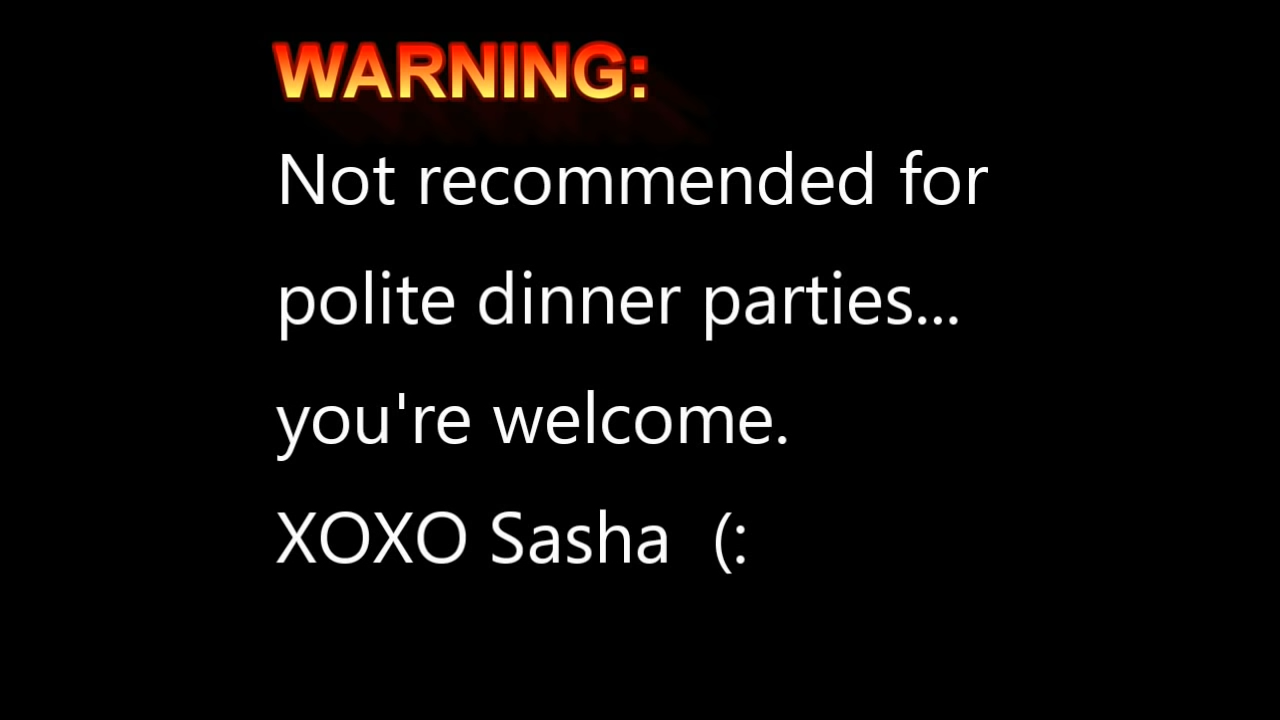 WARNING:
Not recommended for
polite dinner parties...
you're welcome.
XOXO Sasha  (: